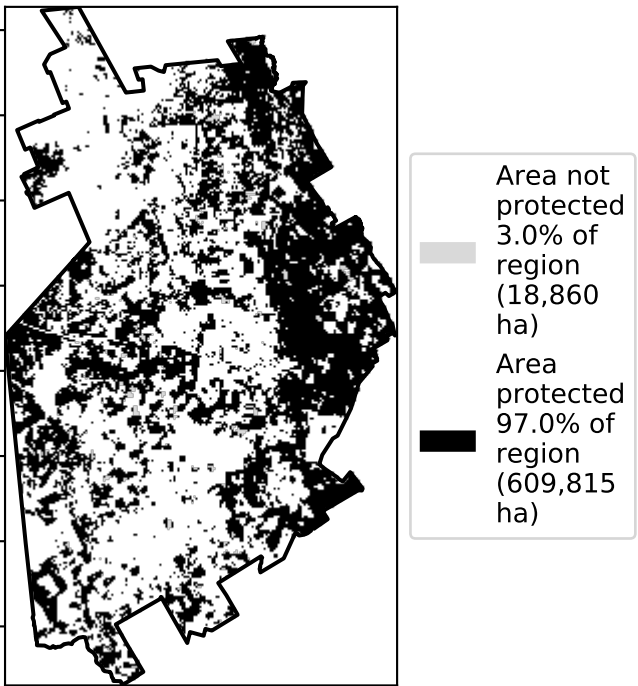 Area not
protected
3.0% of
region
(18,860
ha)
Area
protected
97.0% of
region
(609,815
ha)